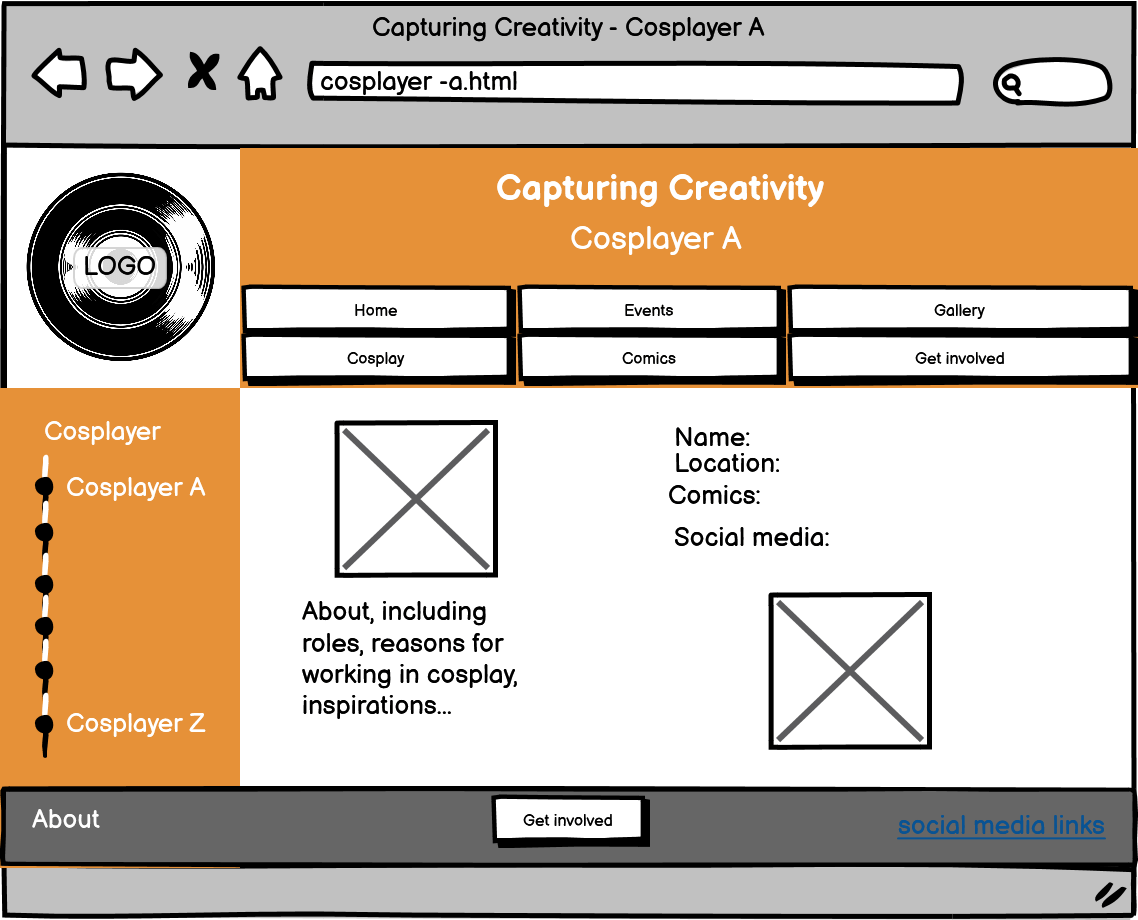 Capturing Creativity - Cosplayer A
cosplayer -a.html
LOGO
Capturing Creativity
Cosplayer A
Home
Events
Gallery
Cosplay
Comics
Get involved
Cosplayer
Cosplayer A
Cosplayer Z
About, including
roles, reasons for
working in cosplay,
inspirations...
Name:
Location:
Comics:
Social media:
About
Get involved
social media links